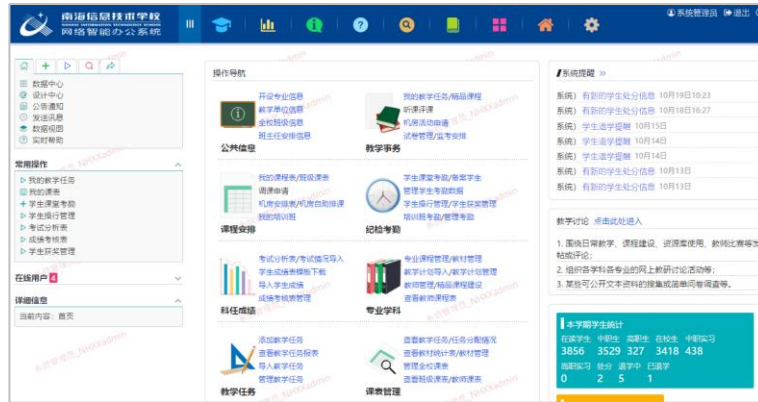 南海信息技术学校
网络智能办公系统
系统管理员 退出
数据中心
设计中心
公告通知
发送讯息
数据视图
实时帮助
常用操作
我的教学任务
我的课表
学生课堂考勤
学生操行管理
考试分析表
成绩考核表
学生获奖管理
在线用户 4
详细信息
当前内容：首页
操作导航
开设专业信息
教学单位信息
全校班级信息
班主任安排信息
公共信息
我的教学任务/精品课程
听课评课
机房活动申请
试卷管理/监考安排
教学事务
我的课程表/班级课表
调课申请
机房安排表/机房自助排课
我的培训班
课程安排
学生课堂考勤/番常学生
管理学生考勤数据
学生操行管理/学生获奖管理
培训班考勤/管理考勤
纪检考勤
考试分析表/考试情况导入
学生成绩表模板下载
导入学生成绩
成绩考核表管理
科任成绩
专业课程管理/教材管理
教学计划导入/教学计划管理
教师管理/精品课程建设
查看教师课程表
专业学科
添加教学任务
查看教学任务报表
导入教学任务
管理教学任务
教学任务
查看教学任务/任务分配情况
查看教材统计表/教材管理
管理全校课表
查看班级课表/教师课表
课表管理
系统提醒 »
系统） 有新的学生处分信息 10月19日10:23
系统） 有新的学生处分信息 10月18日16:27
系统） 学生退学提醒 10月15日
系统） 学生退学提醒 10月14日
系统） 学生退学提醒 10月14日
系统） 有新的学生处分信息 10月13日
系统） 有新的学生处分信息 10月13日
教学讨论 点击此处进入
1. 围绕日常教学、课程建设、资源库使用、教师比赛等发
帖或评论；
2. 组织各学科各专业的网上教研讨论活动等；
3. 某些可公开文本资料的搜集或简单问卷调查等。
本学期学生统计
在读学生 中职生 高职生 在校生 中职实习
3856 3529 327 3418 438
高职实习 处分 退学中 已退学
0 2 5 1